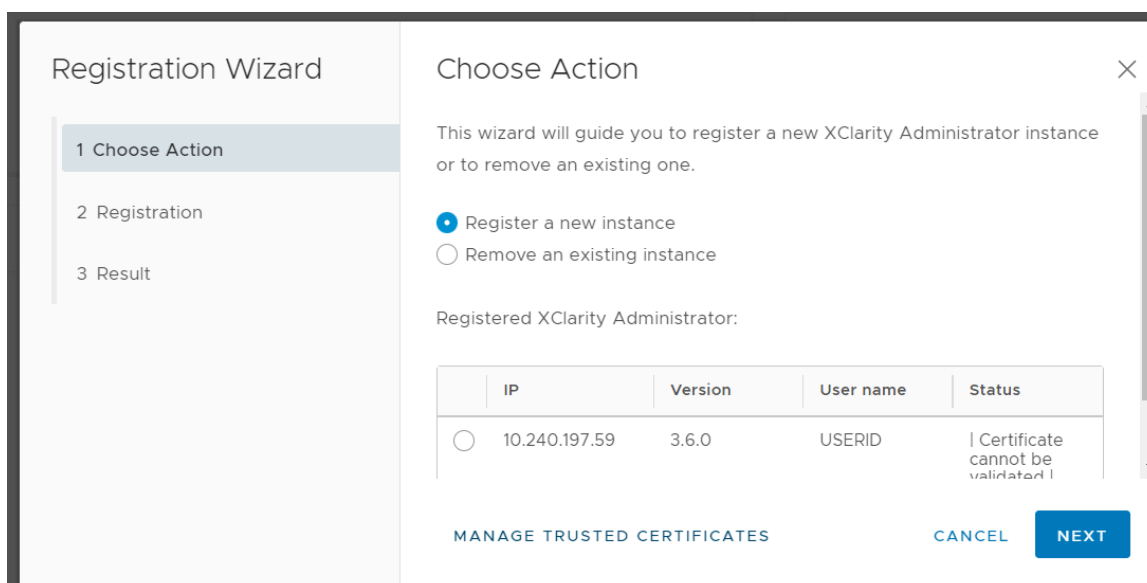 Registration Wizard
1 Choose Action
2 Registration
3 Result
Choose Action
This wizard will guide you to register a new XClarity Administrator instance
or to remove an existing one.
Register a new instance
Remove an existing instance
Registered XClarity Administrator:
IP Version User name Status
10.240.197.59 3.6.0 USERID | Certificate
cannot be
validated |
MANAGE TRUSTED CERTIFICATES CANCEL NEXT